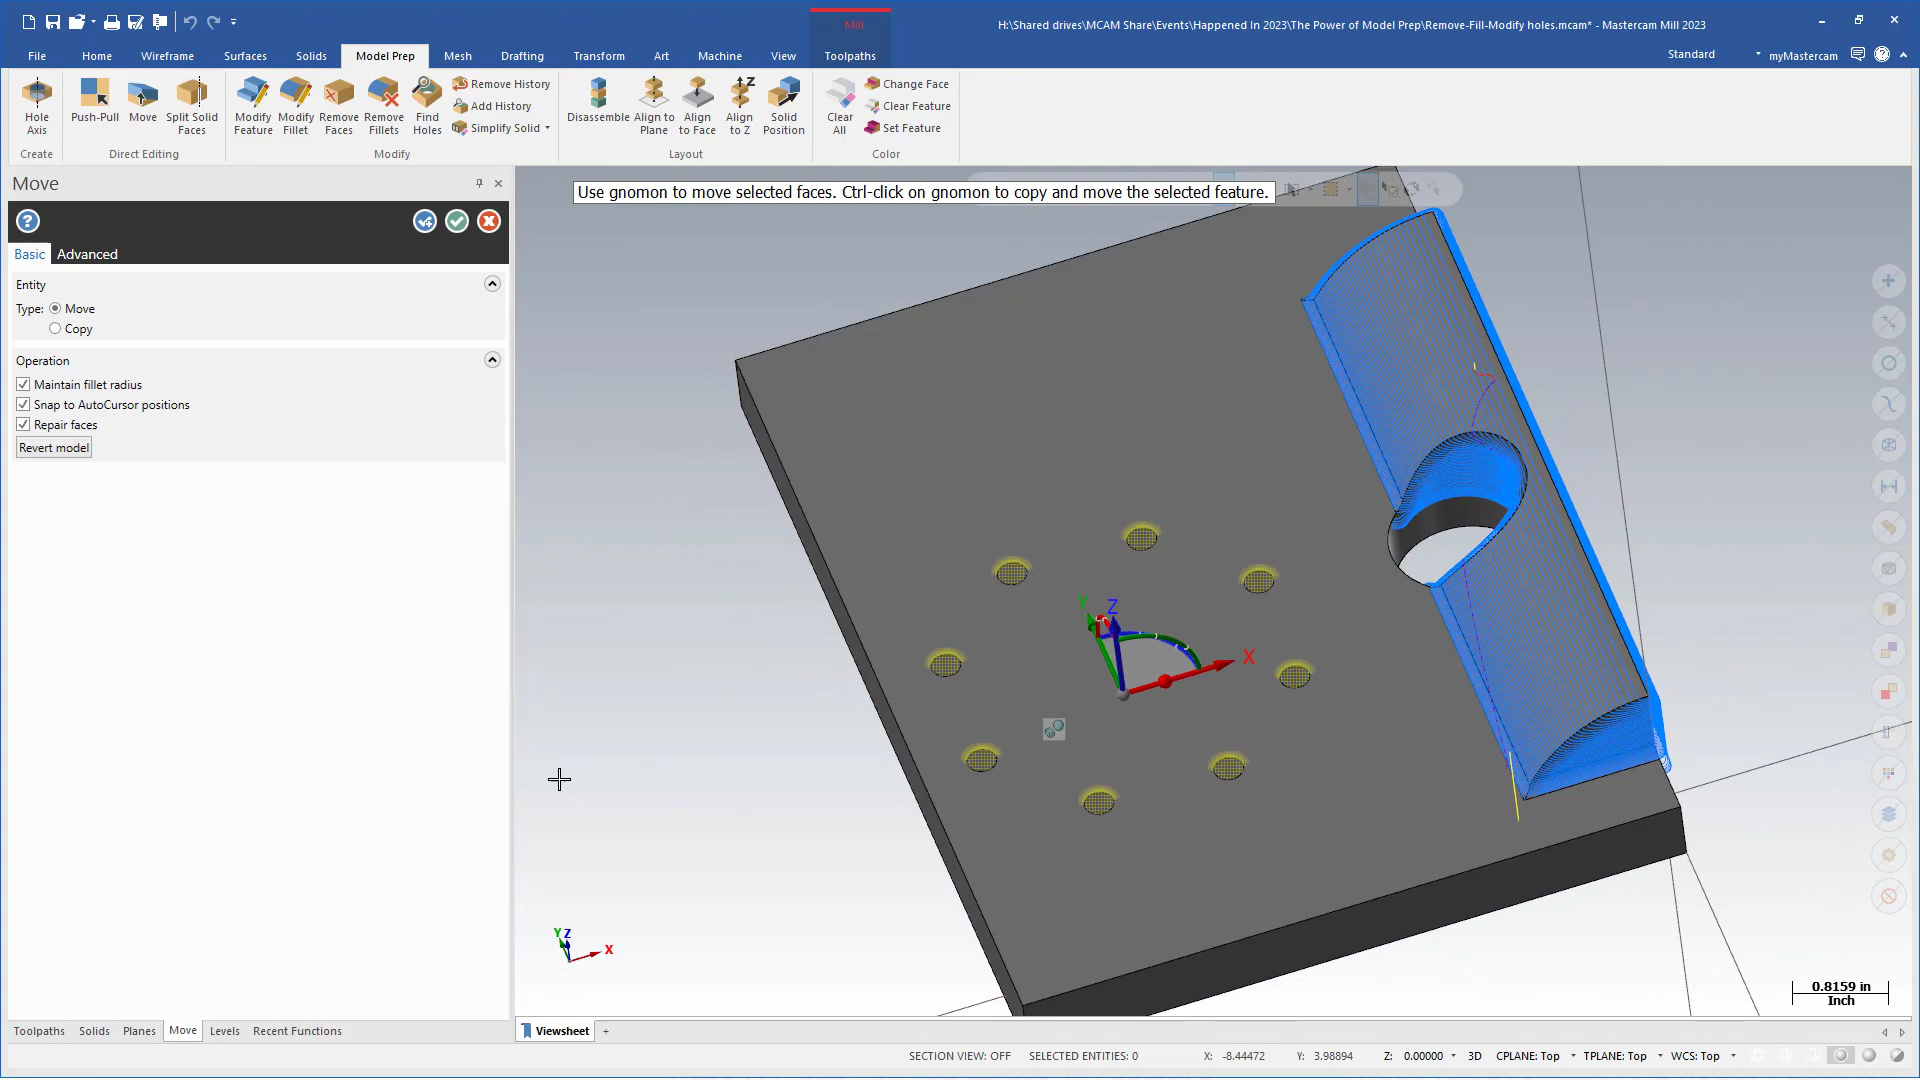 Mill
H:\Shared drives\MCAM Share\Events\Happened In 2023\The Power of Model Prep\Remove-Fill-Modify holes.mcam* - Mastercam Mill 2023
File Home Wireframe Surfaces Solids Model Prep Mesh Drafting Transform Art Machine View Toolpaths
Standard myMastercam
Hole Axis
Push-Pull
Move
Split Solid Faces
Modify Feature
Modify Fillet
Remove Faces
Remove Fillets
Find Holes
Remove History
Add History
Simplify Solid
Disassemble
Align to Plane
Align to Face
Align to Z
Solid Position
Clear All
Change Face
Clear Feature
Set Feature
Create Direct Editing Modify Layout Color
Move
Use gnomon to move selected faces. Ctrl-click on gnomon to copy and move the selected feature.
Basic Advanced
Entity
Type: Move
Copy
Operation
Maintain fillet radius
Snap to AutoCursor positions
Repair faces
Revert model
Y Z
X
Y Z
X
0.8159 in
Inch
Toolpaths Solids Planes Move Levels Recent Functions
Viewsheet +
SECTION VIEW: OFF SELECTED ENTITIES: 0 X: -8.44472 Y: 3.98894 Z: 0.00000 3D CPLANE: Top TPLANE: Top WCS: Top